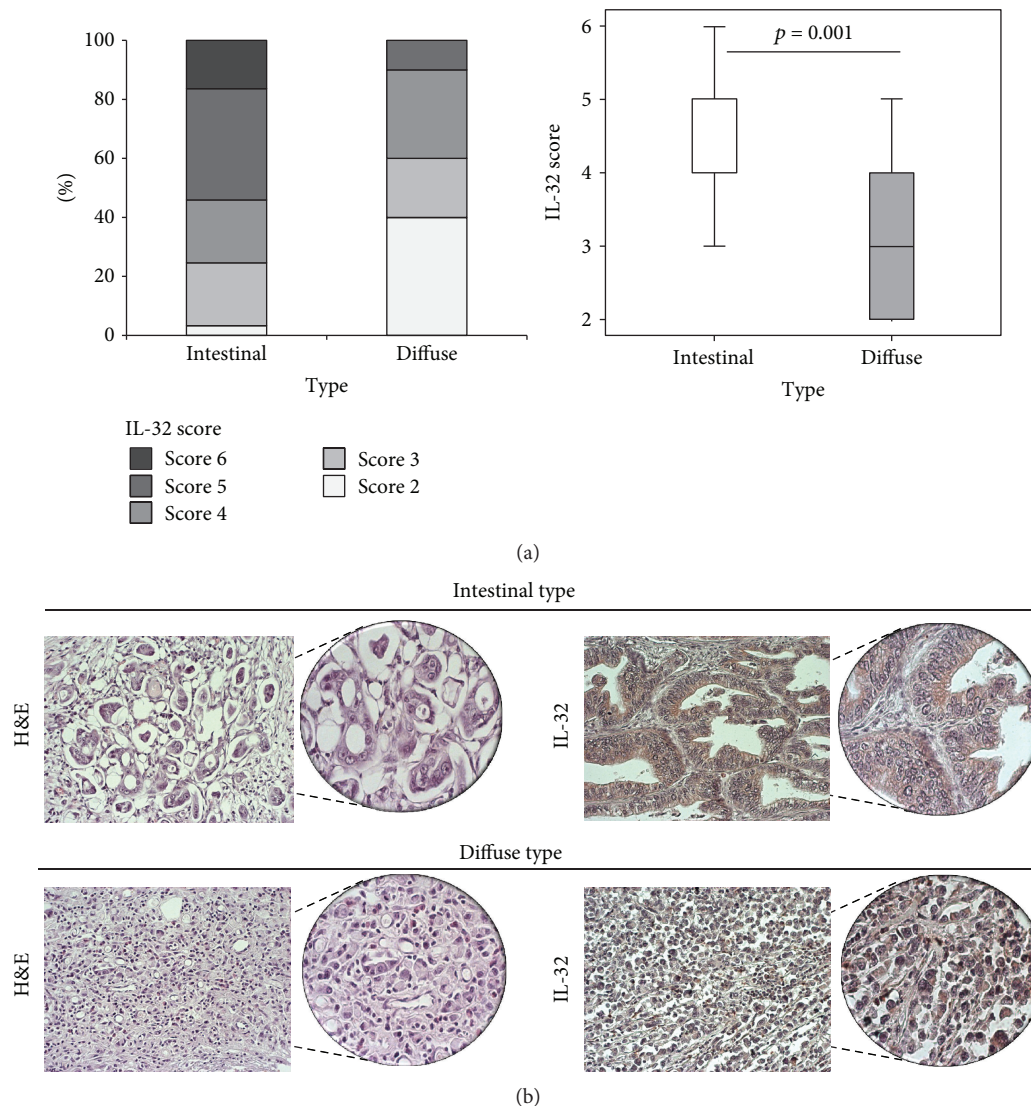 100
80
60
40
20
0
(%)
Intestinal
Diffuse
Type
IL-32 score
Score 6
Score 5
Score 4
Score 3
Score 2
6
5
4
3
2
IL-32 score
p = 0.001
Intestinal
Diffuse
Type
(a)
Intestinal type
H&E
IL-32
Diffuse type
H&E
IL-32
(b)